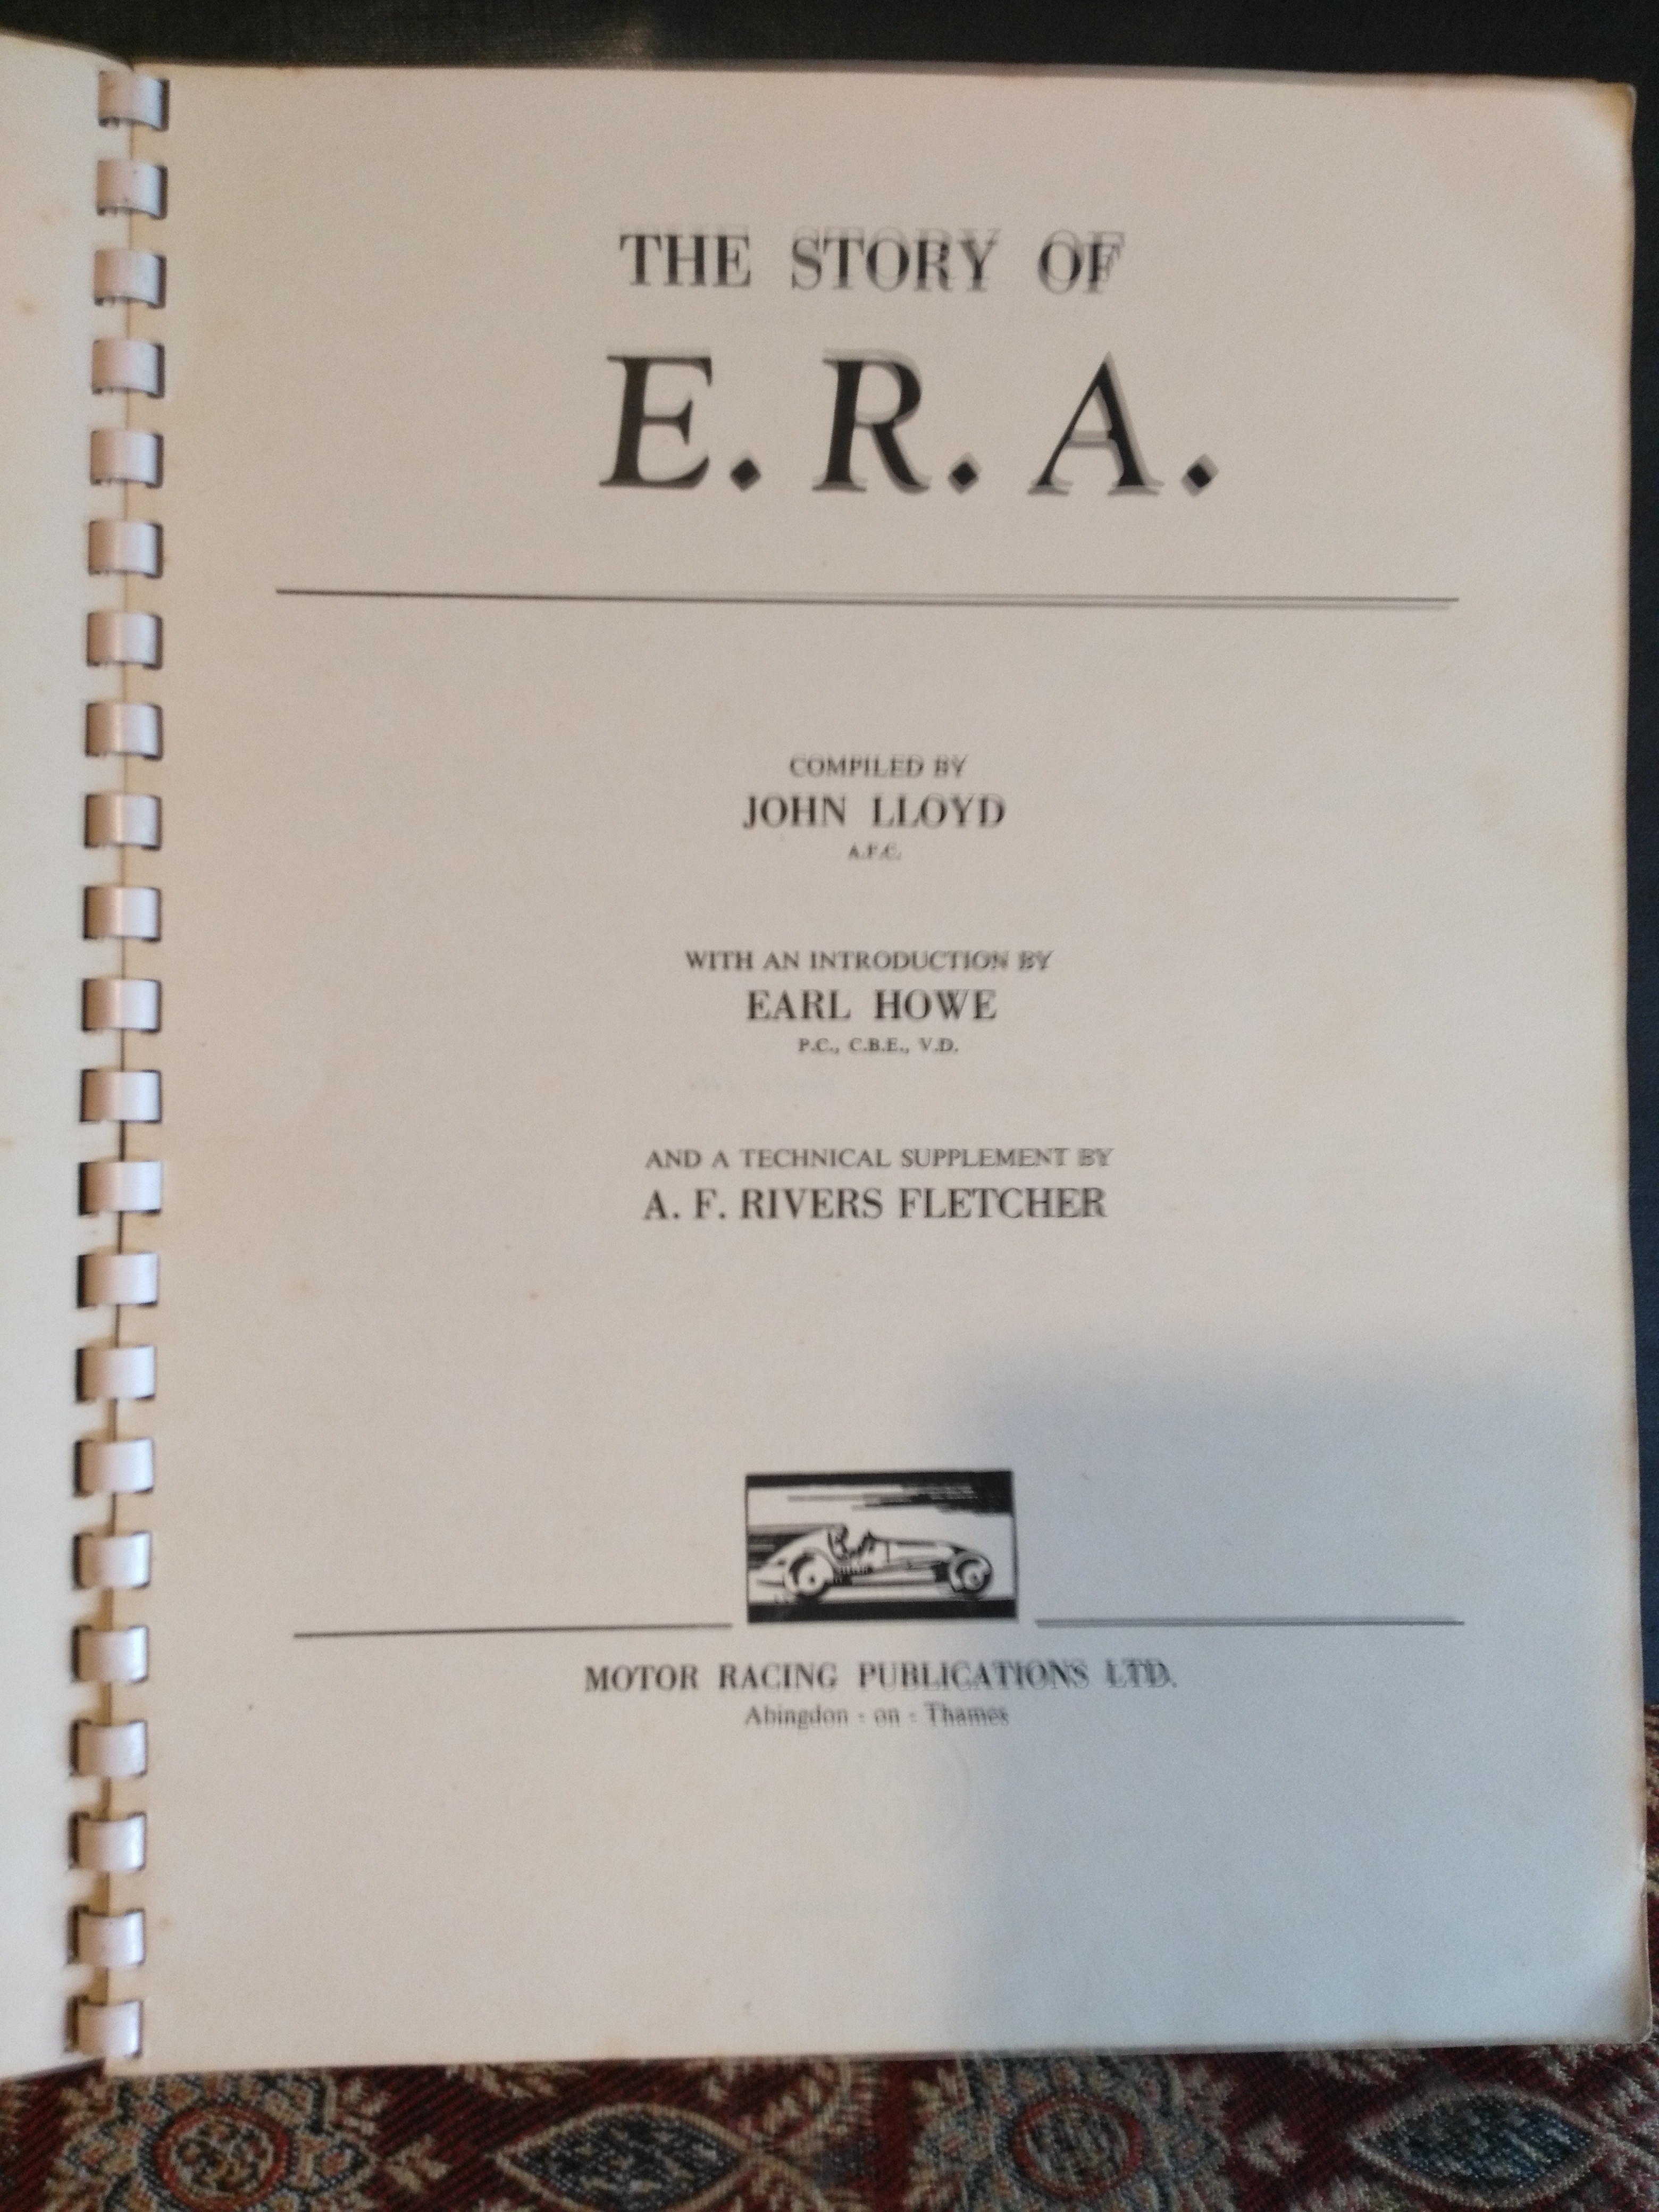 THE STORY OF
E. R. A.
COMPILED BY
JOHN LLOYD
A.F.C.
WITH AN INTRODUCTION BY
EARL HOWE
P.C., C.B.E., V.D.
AND A TECHNICAL SUPPLEMENT BY
A. F. RIVERS FLETCHER
MOTOR RACING PUBLICATIONS LTD.
Abingdon - on - Thames